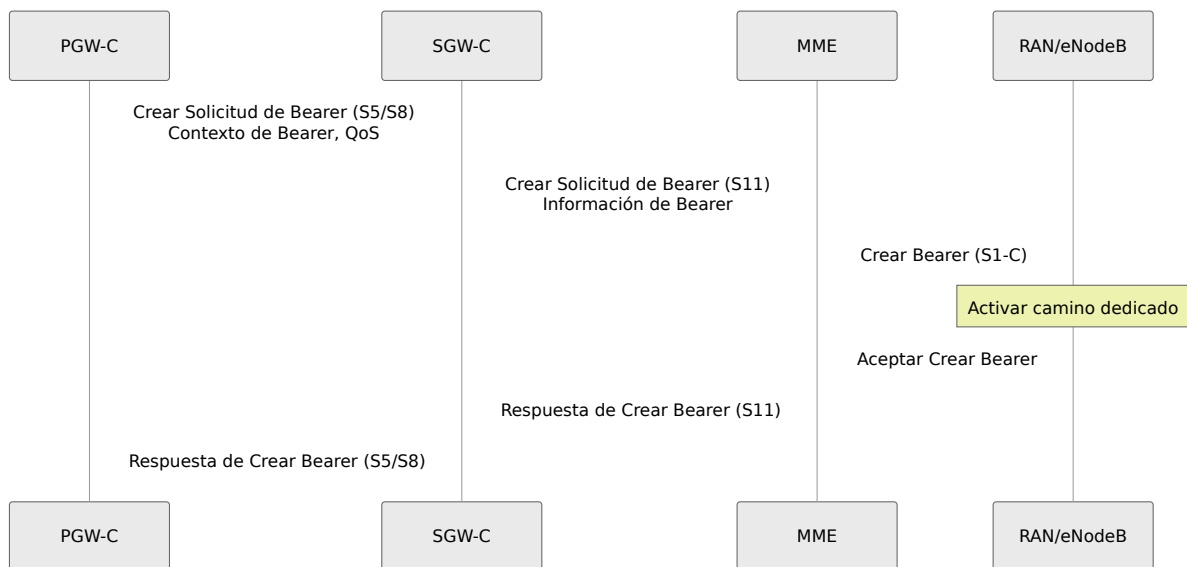 PGW-C
SGW-C
MME
RAN/eNodeB
Crear Solicitud de Bearer (S5/S8)
Contexto de Bearer, QoS
Crear Solicitud de Bearer (S11)
Información de Bearer
Crear Bearer (S1-C)
Activar camino dedicado
Aceptar Crear Bearer
Respuesta de Crear Bearer (S11)
Respuesta de Crear Bearer (S5/S8)
PGW-C
SGW-C
MME
RAN/eNodeB